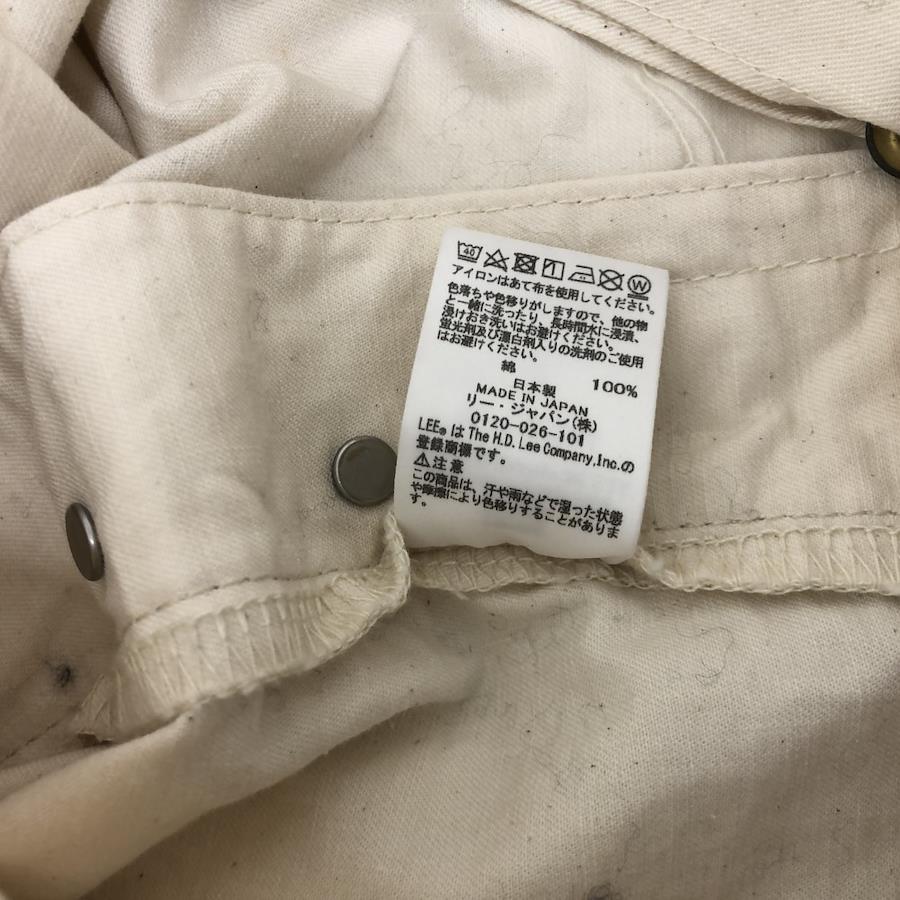 40
W
アイロンはあて布を使用してください。
色落ちや色移りがしますので、他の物
と一緒に洗ったり、長時間水に浸漬、
浸けおき洗いはお避けください。
蛍光剤及び漂白剤入りの洗剤のご使用
はお避けください。
綿 100%
日本製
MADE IN JAPAN
リー・ジャパン(株)
0120-026-101
LEE® は The H.D. Lee Company,Inc.の
登録商標です。
⚠注意
この商品は、汗や雨などで湿った状態
や摩擦により色移りすることがありま
す。